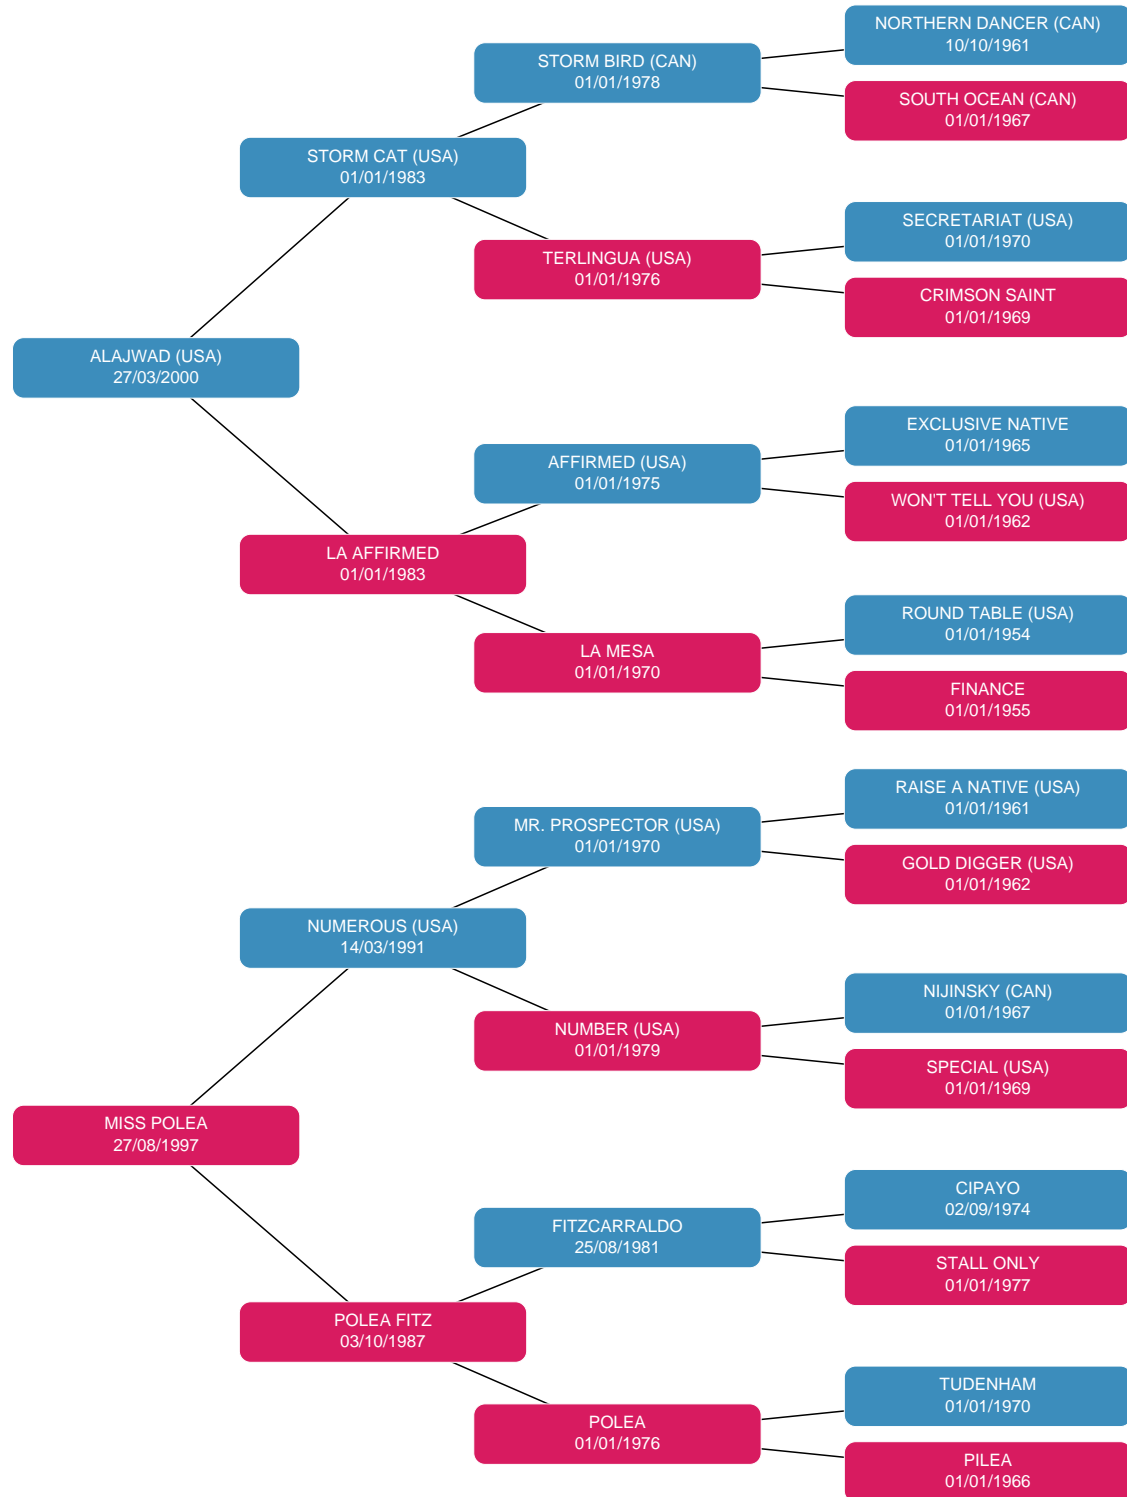 NORTHERN DANCER (CAN)
10/10/1961
STORM BIRD (CAN)
01/01/1978
SOUTH OCEAN (CAN)
01/01/1967
STORM CAT (USA)
01/01/1983
SECRETARIAT (USA)
01/01/1970
TERLINGUA (USA)
01/01/1976
CRIMSON SAINT
01/01/1969
ALAJWAD (USA)
27/03/2000
EXCLUSIVE NATIVE
01/01/1965
AFFIRMED (USA)
01/01/1975
WON'T TELL YOU (USA)
01/01/1962
LA AFFIRMED
01/01/1983
ROUND TABLE (USA)
01/01/1954
LA MESA
01/01/1970
FINANCE
01/01/1955
RAISE A NATIVE (USA)
01/01/1961
MR. PROSPECTOR (USA)
01/01/1970
GOLD DIGGER (USA)
01/01/1962
NUMEROUS (USA)
14/03/1991
NIJINSKY (CAN)
01/01/1967
NUMBER (USA)
01/01/1979
SPECIAL (USA)
01/01/1969
MISS POLEA
27/08/1997
CIPAYO
02/09/1974
FITZCARRALDO
25/08/1981
STALL ONLY
01/01/1977
POLEA FITZ
03/10/1987
TUDENHAM
01/01/1970
POLEA
01/01/1976
PILEA
01/01/1966